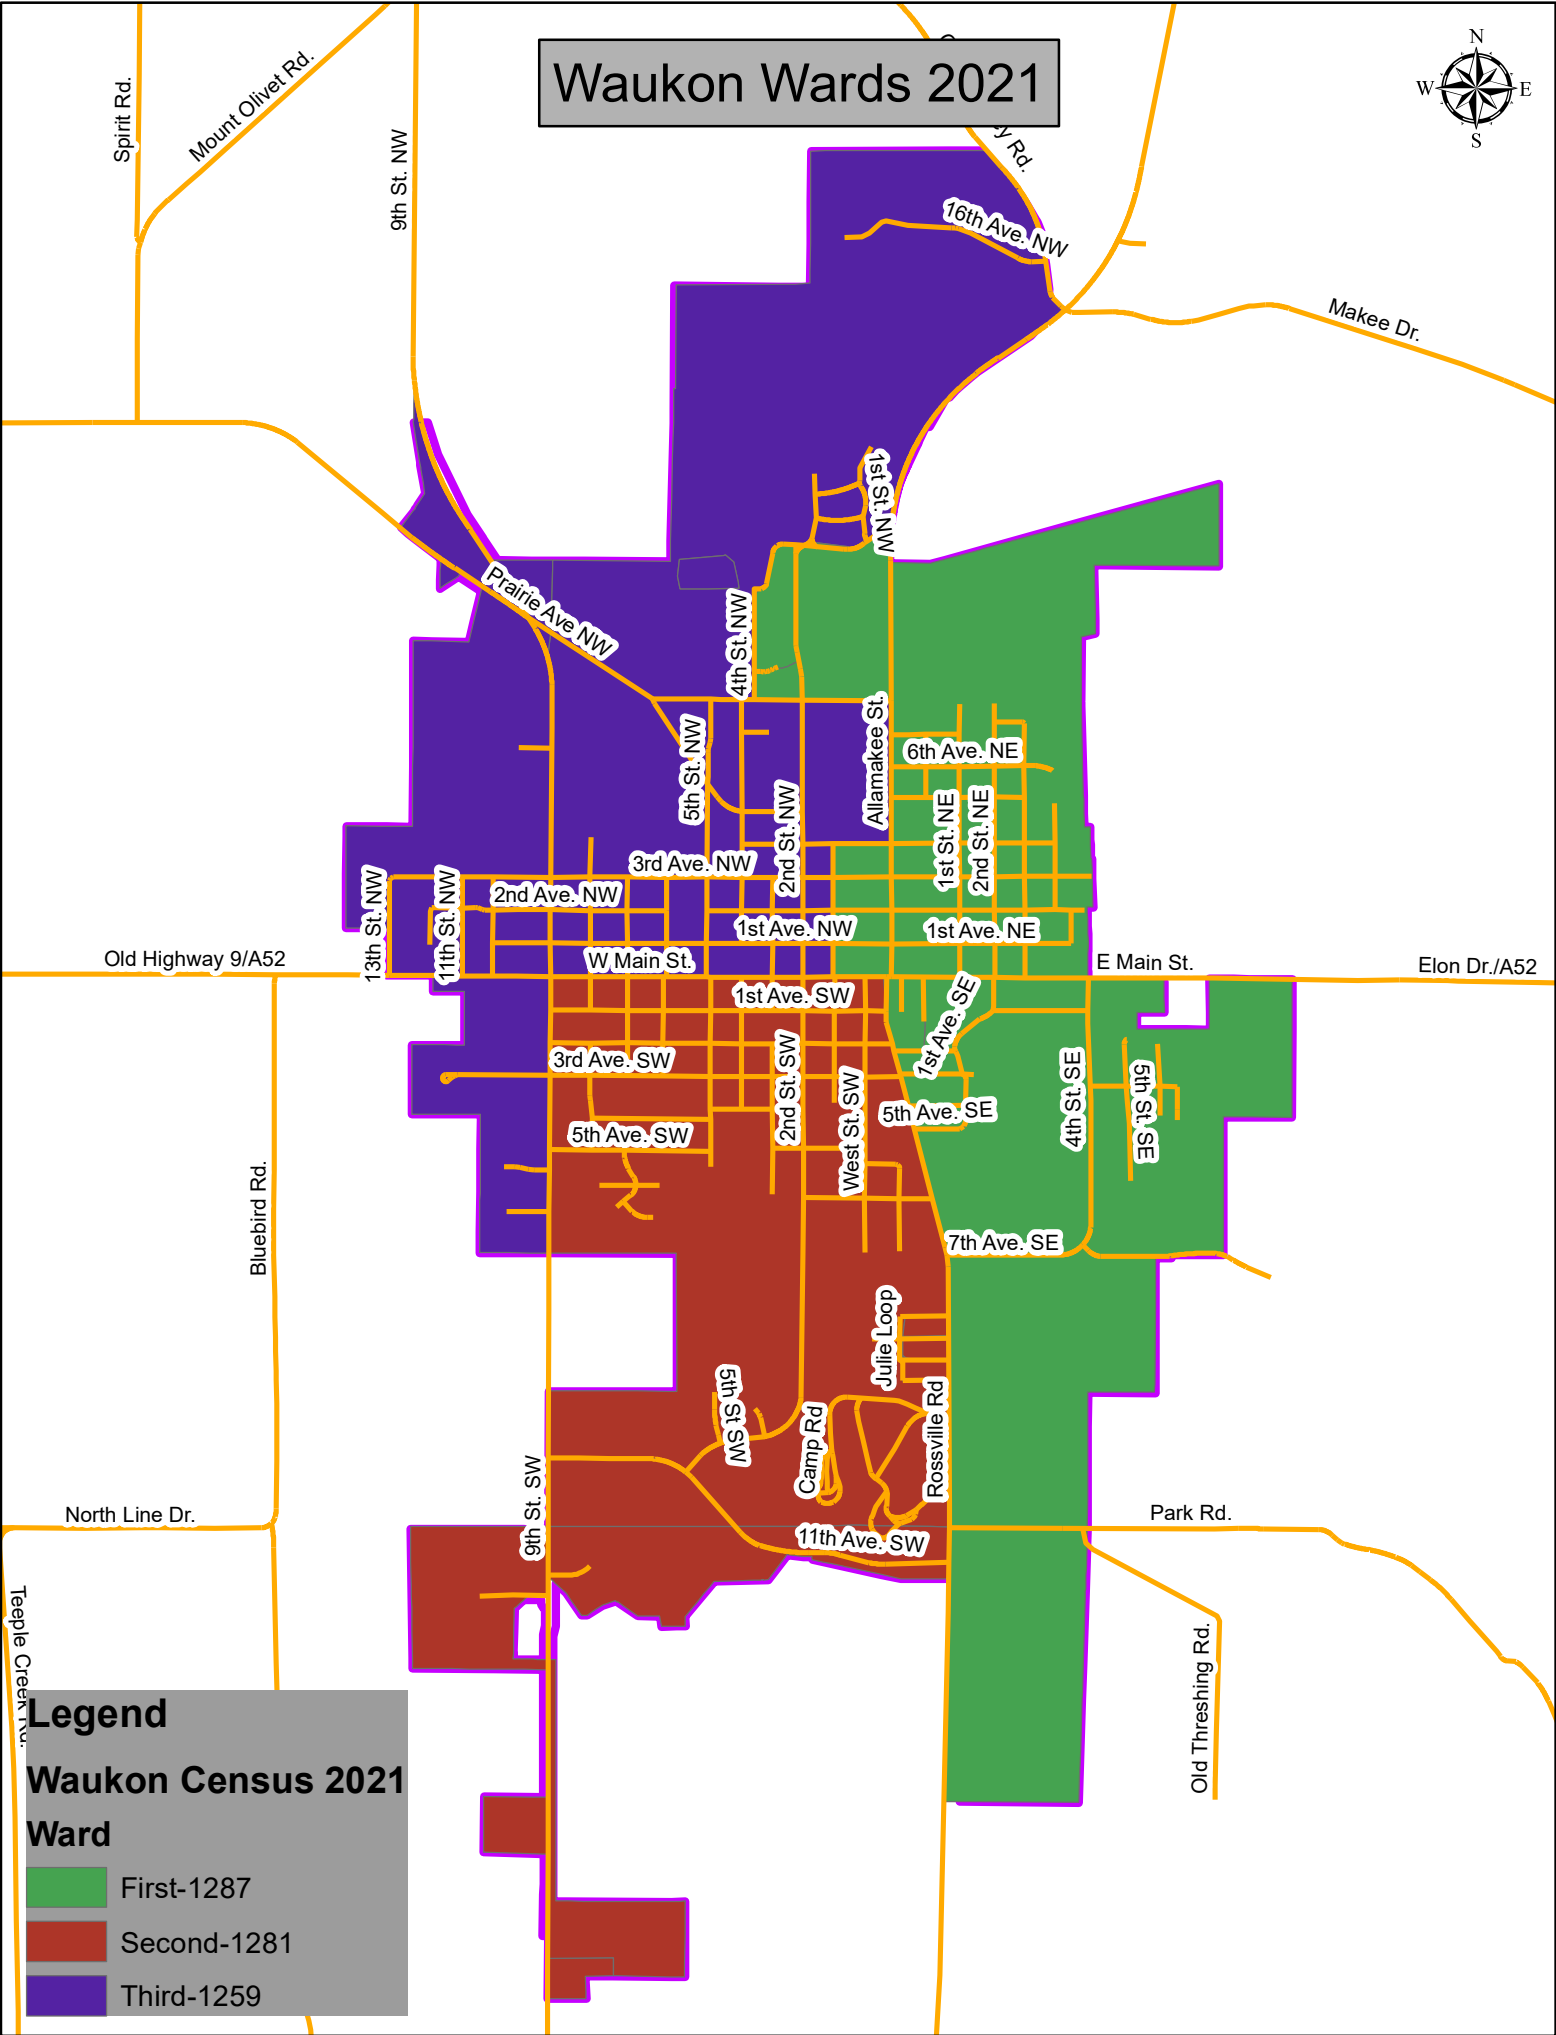 Waukon Wards 2021
N
W
E
S
Spirit Rd.
Mount Olivet Rd.
9th St. NW
Rd.
16th Ave. NW
Makee Dr.
1st St. NW
Prairie Ave NW
4th St. NW
5th St. NW
Allamakee St.
6th Ave. NE
2nd St. NW
1st St. NE
2nd St. NE
3rd Ave. NW
13th St. NW
11th St. NW
2nd Ave. NW
1st Ave. NW
1st Ave. NE
Old Highway 9/A52
W Main St.
E Main St.
Elon Dr./A52
1st Ave. SW
1st Ave. SE
3rd Ave. SW
2nd St. SW
West St. SW
5th Ave. SE
4th St. SE
5th St. SE
5th Ave. SW
Bluebird Rd.
7th Ave. SE
Julie Loop
5th St SW
Camp Rd
Rossville Rd
9th St. SW
North Line Dr.
Park Rd.
11th Ave. SW
Teeple Creek Rd.
Old Threshing Rd.
Legend
Waukon Census 2021
Ward
First-1287
Second-1281
Third-1259